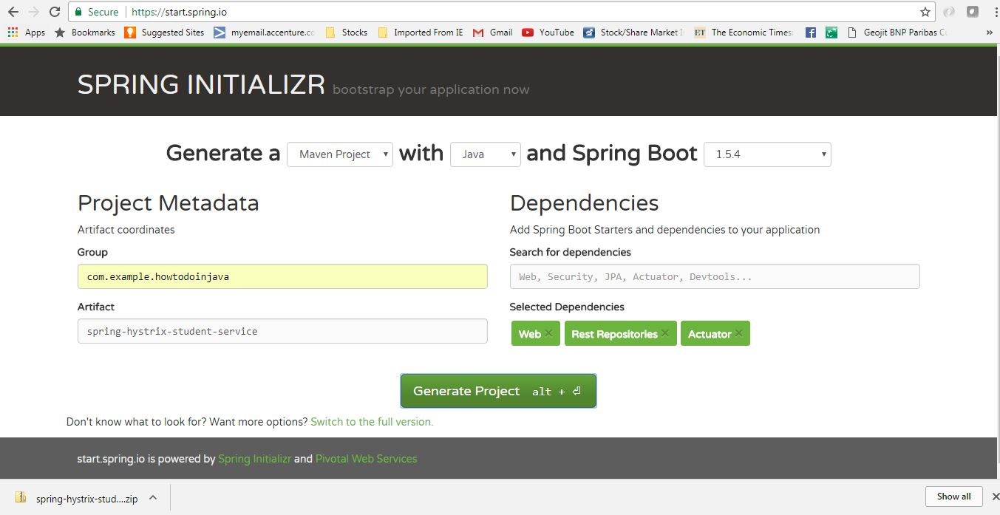 Secure https://start.spring.io
Apps Bookmarks Suggested Sites myemail.accenture.cc Stocks Imported From IE Gmail YouTube Stock/Share Market I ET The Economic Times: Geojit BNP Paribas Cu »
SPRING INITIALIZR bootstrap your application now
Generate a Maven Project with Java and Spring Boot 1.5.4
Project Metadata
Artifact coordinates
Group
com.example.howtodoinjava
Artifact
spring-hystrix-student-service
Dependencies
Add Spring Boot Starters and dependencies to your application
Search for dependencies
Web, Security, JPA, Actuator, Devtools...
Selected Dependencies
Web × Rest Repositories × Actuator ×
Generate Project alt + ⏎
Don't know what to look for? Want more options? Switch to the full version.
start.spring.io is powered by Spring Initializr and Pivotal Web Services
spring-hystrix-stud....zip
Show all